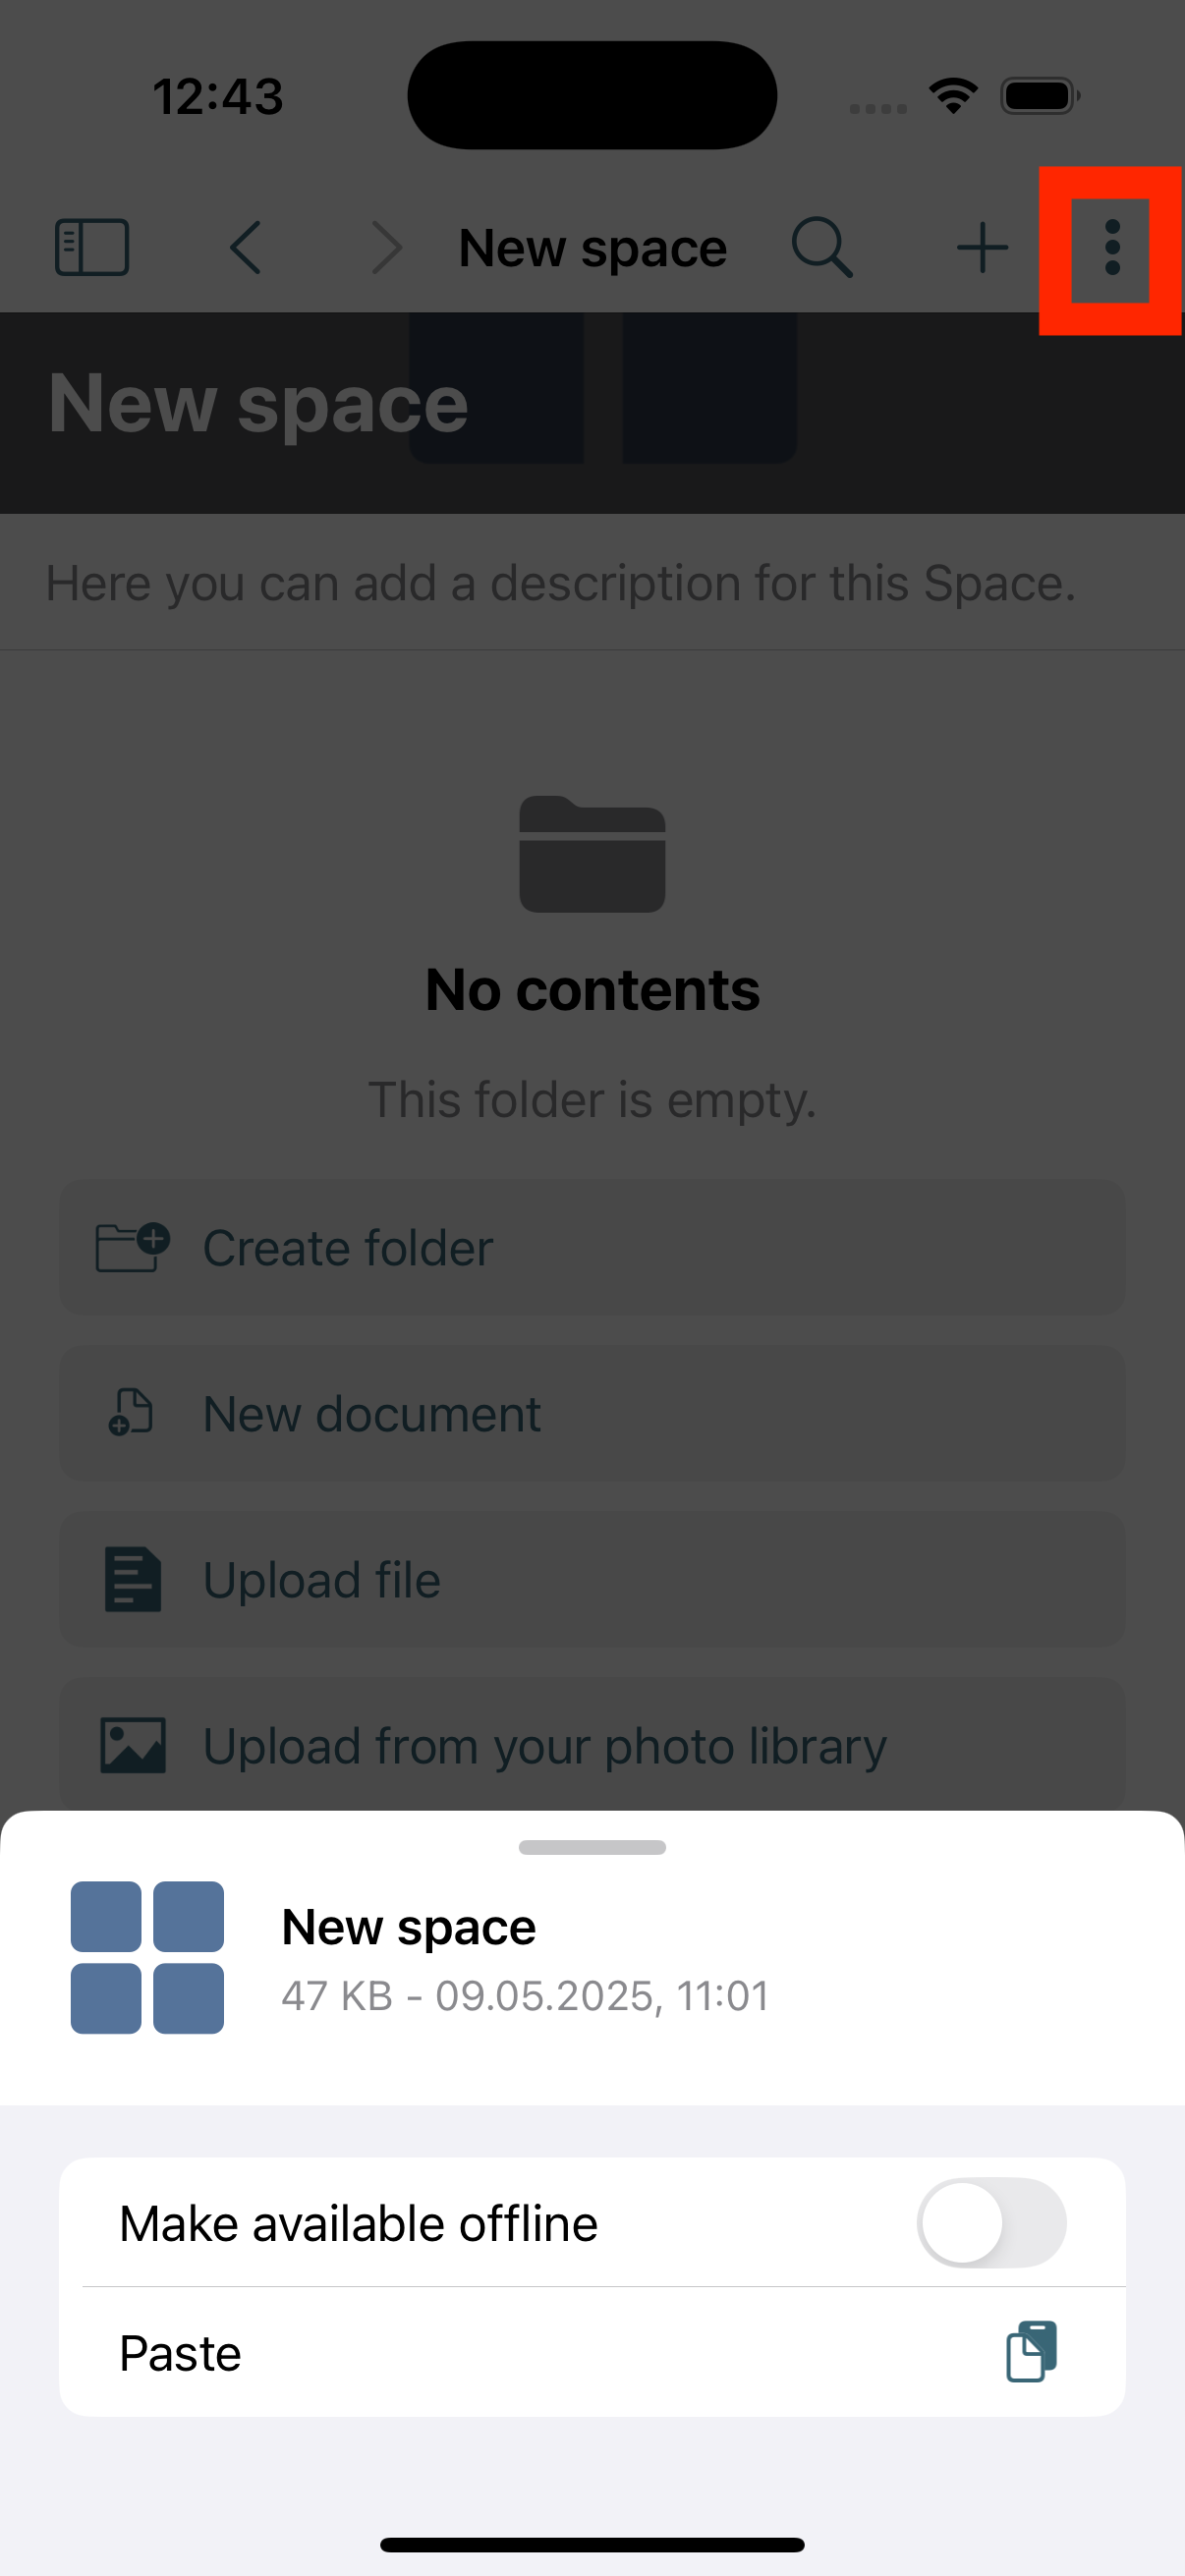 12:43
New space
New space
Here you can add a description for this Space.
No contents
This folder is empty.
Create folder
New document
Upload file
Upload from your photo library
New space
47 KB - 09.05.2025, 11:01
Make available offline
Paste